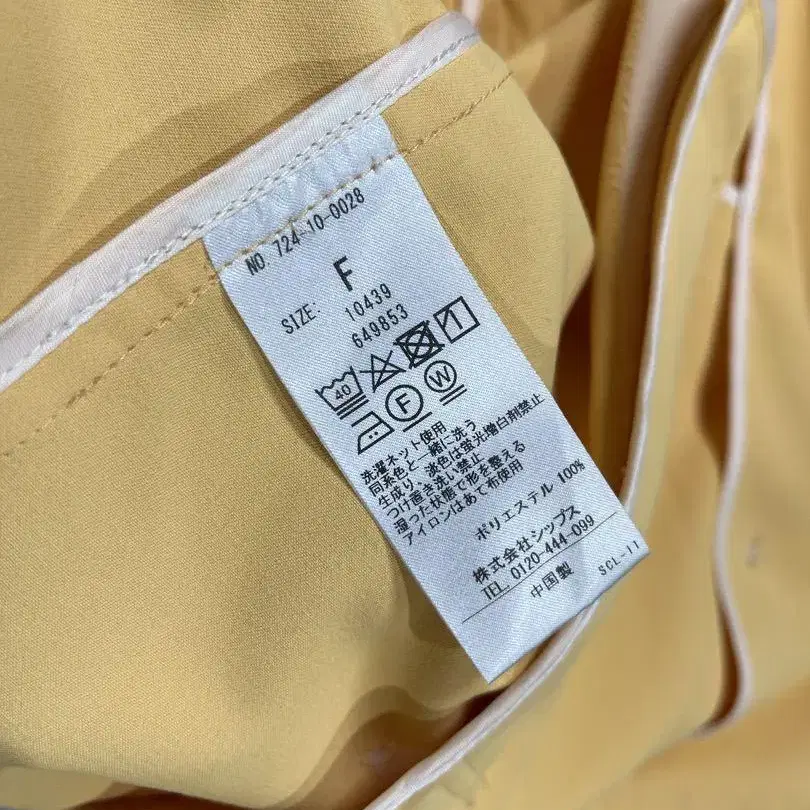 NO. 724-10-0028
SIZE: F
10439
649853
40
F W
洗濯ネット使用
同系色と一緒に洗う
生成り、淡色は蛍光増白剤禁止
つけ置き洗い禁止
湿った状態で形を整える
アイロンはあて布使用
ポリエステル 100%
株式会社シップス
TEL. 0120-444-099
中国製 SCL-11